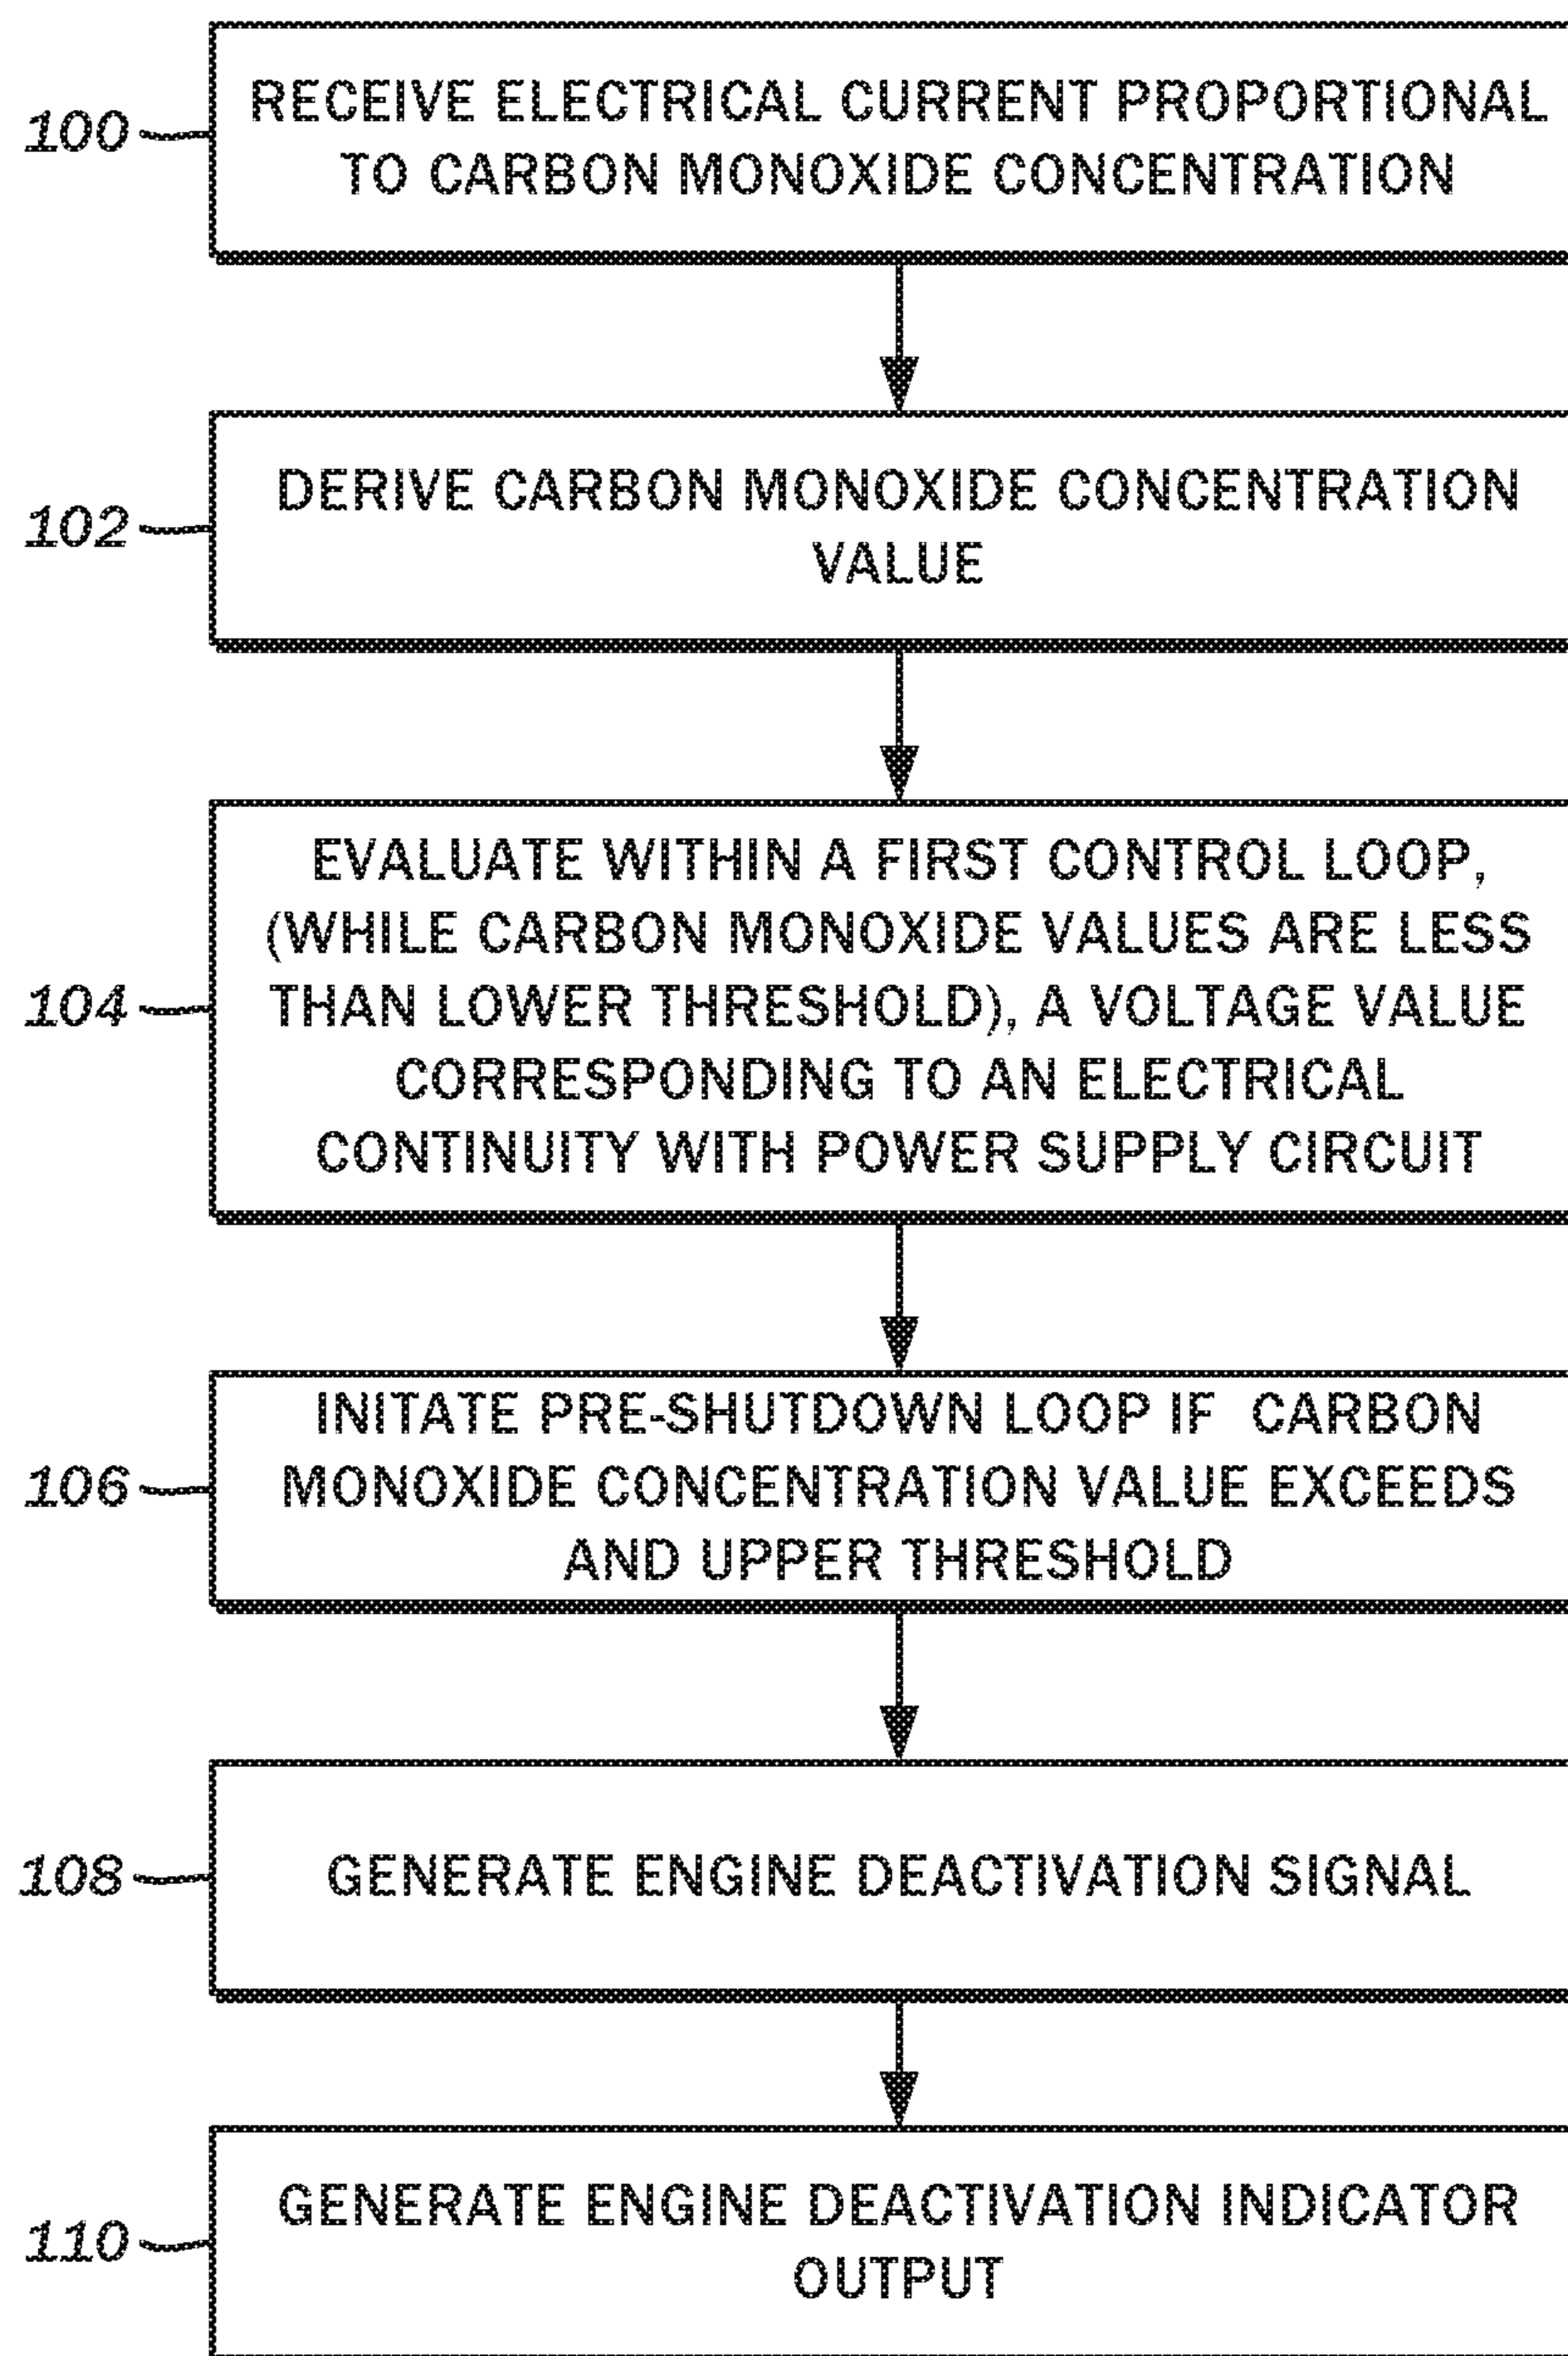 100
RECEIVE ELECTRICAL CURRENT PROPORTIONAL
TO CARBON MONOXIDE CONCENTRATION
102
DERIVE CARBON MONOXIDE CONCENTRATION
VALUE
104
EVALUATE WITHIN A FIRST CONTROL LOOP,
(WHILE CARBON MONOXIDE VALUES ARE LESS
THAN LOWER THRESHOLD), A VOLTAGE VALUE
CORRESPONDING TO AN ELECTRICAL
CONTINUITY WITH POWER SUPPLY CIRCUIT
106
INITATE PRE-SHUTDOWN LOOP IF CARBON
MONOXIDE CONCENTRATION VALUE EXCEEDS
AND UPPER THRESHOLD
108
GENERATE ENGINE DEACTIVATION SIGNAL
110
GENERATE ENGINE DEACTIVATION INDICATOR
OUTPUT